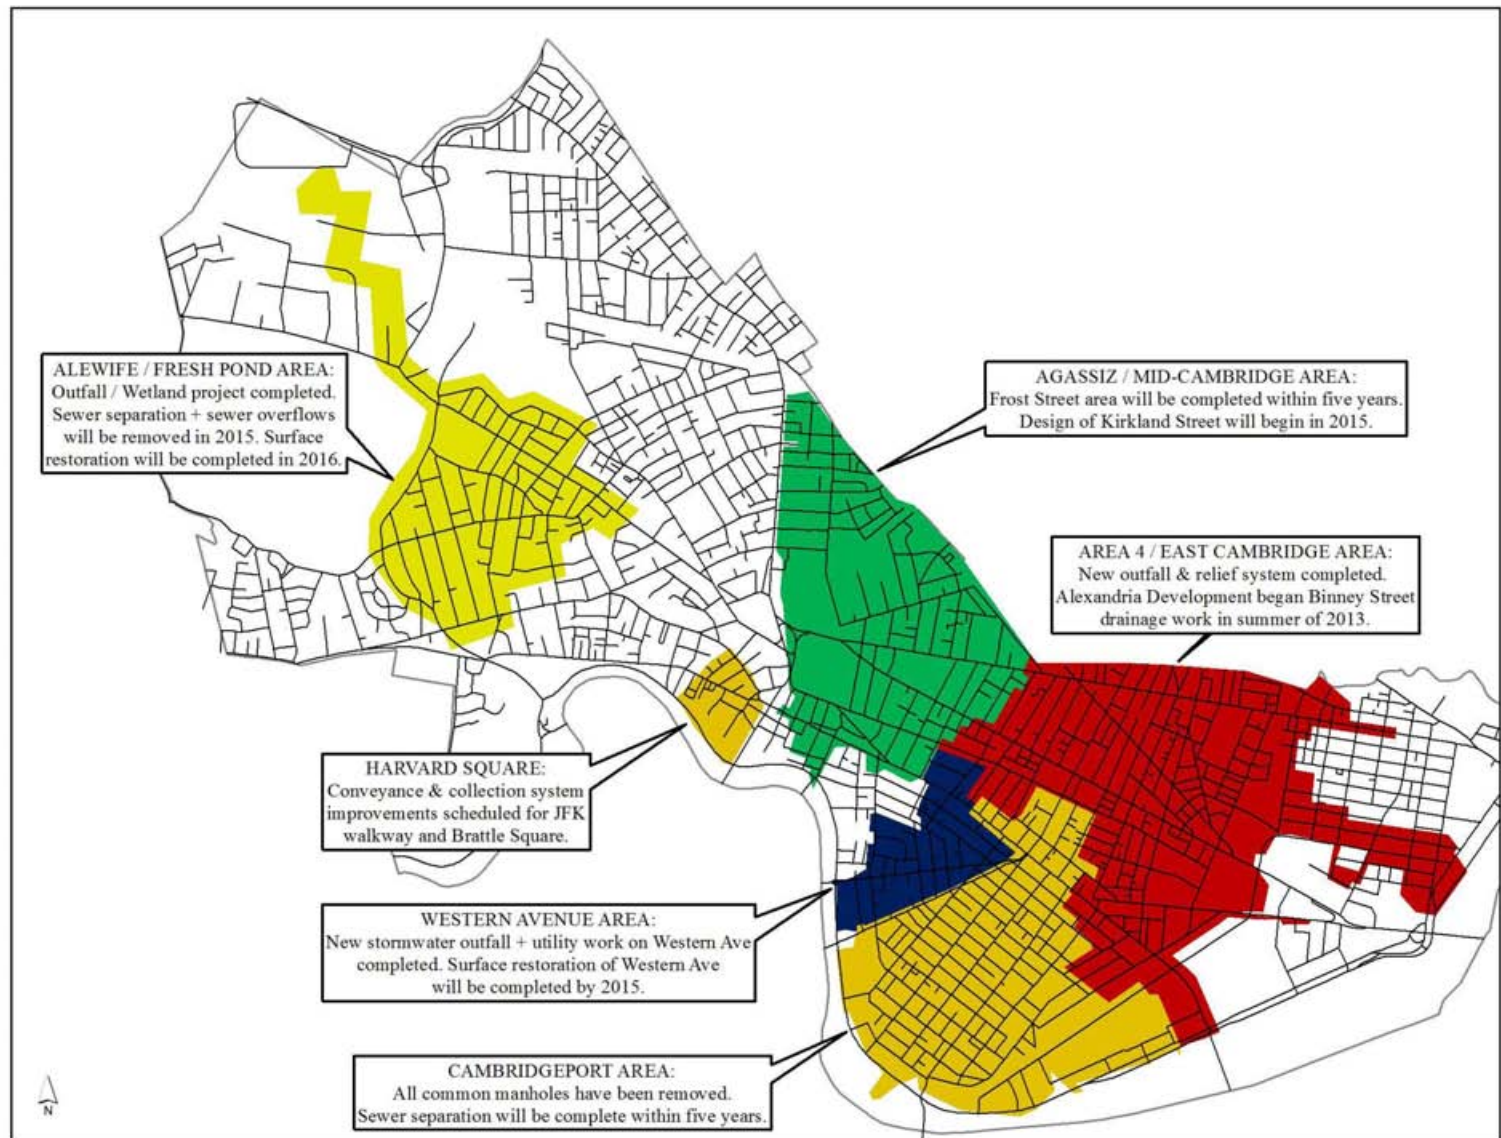 ALEWIFE / FRESH POND AREA:
Outfall / Wetland project completed.
Sewer separation + sewer overflows
will be removed in 2015. Surface
restoration will be completed in 2016.
AGASSIZ / MID-CAMBRIDGE AREA:
Frost Street area will be completed within five years.
Design of Kirkland Street will begin in 2015.
AREA 4 / EAST CAMBRIDGE AREA:
New outfall & relief system completed.
Alexandria Development began Binney Street
drainage work in summer of 2013.
HARVARD SQUARE:
Conveyance & collection system
improvements scheduled for JFK
walkway and Brattle Square.
WESTERN AVENUE AREA:
New stormwater outfall + utility work on Western Ave
completed. Surface restoration of Western Ave
will be completed by 2015.
CAMBRIDGEPORT AREA:
All common manholes have been removed.
Sewer separation will be complete within five years.
N